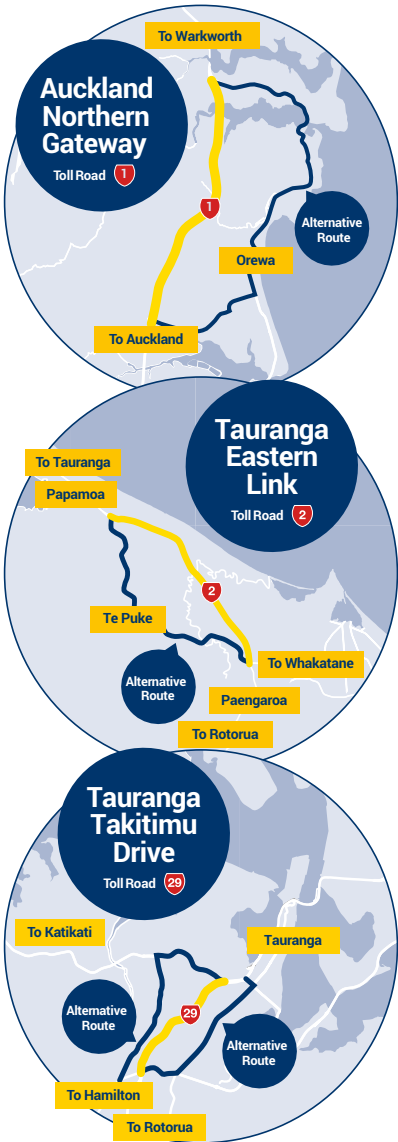 To Warkworth
Auckland
Northern
Gateway
Toll Road 1
1
Alternative
Route
Orewa
To Auckland
Tauranga
Eastern
Link
Toll Road 2
To Tauranga
Papamoa
2
Te Puke
To Whakatane
Alternative
Route
Paengaroa
To Rotorua
Tauranga
Takitimu
Drive
Toll Road 29
To Katikati
Tauranga
29
Alternative
Route
Alternative
Route
To Hamilton
To Rotorua